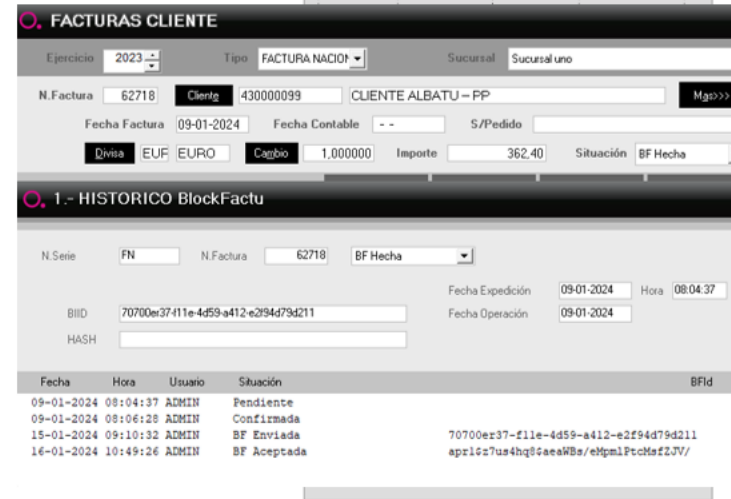 FACTURAS CLIENTE
Ejercicio 2023 Tipo FACTURA NACION Sucursal Sucursal uno
N.Factura 62718 Cliente 430000099 CLIENTE ALBATU – PP Mas>>>
Fecha Factura 09-01-2024 Fecha Contable - - S/Pedido
Divisa EUF EURO Cambio 1,000000 Importe 362,40 Situación BF Hecha
1.- HISTORICO BlockFactu
N.Serie FN N.Factura 62718 BF Hecha
Fecha Expedición 09-01-2024 Hora 08:04:37
BIID 70700er37-f11e-4d59-a412-e2f94d79d211 Fecha Operación 09-01-2024
HASH
Fecha Hora Usuario Situación BFId
09-01-2024 08:04:37 ADMIN Pendiente
09-01-2024 08:06:28 ADMIN Confirmada
15-01-2024 09:10:32 ADMIN BF Enviada 70700er37-f11e-4d59-a412-e2f94d79d211
16-01-2024 10:49:26 ADMIN BF Aceptada